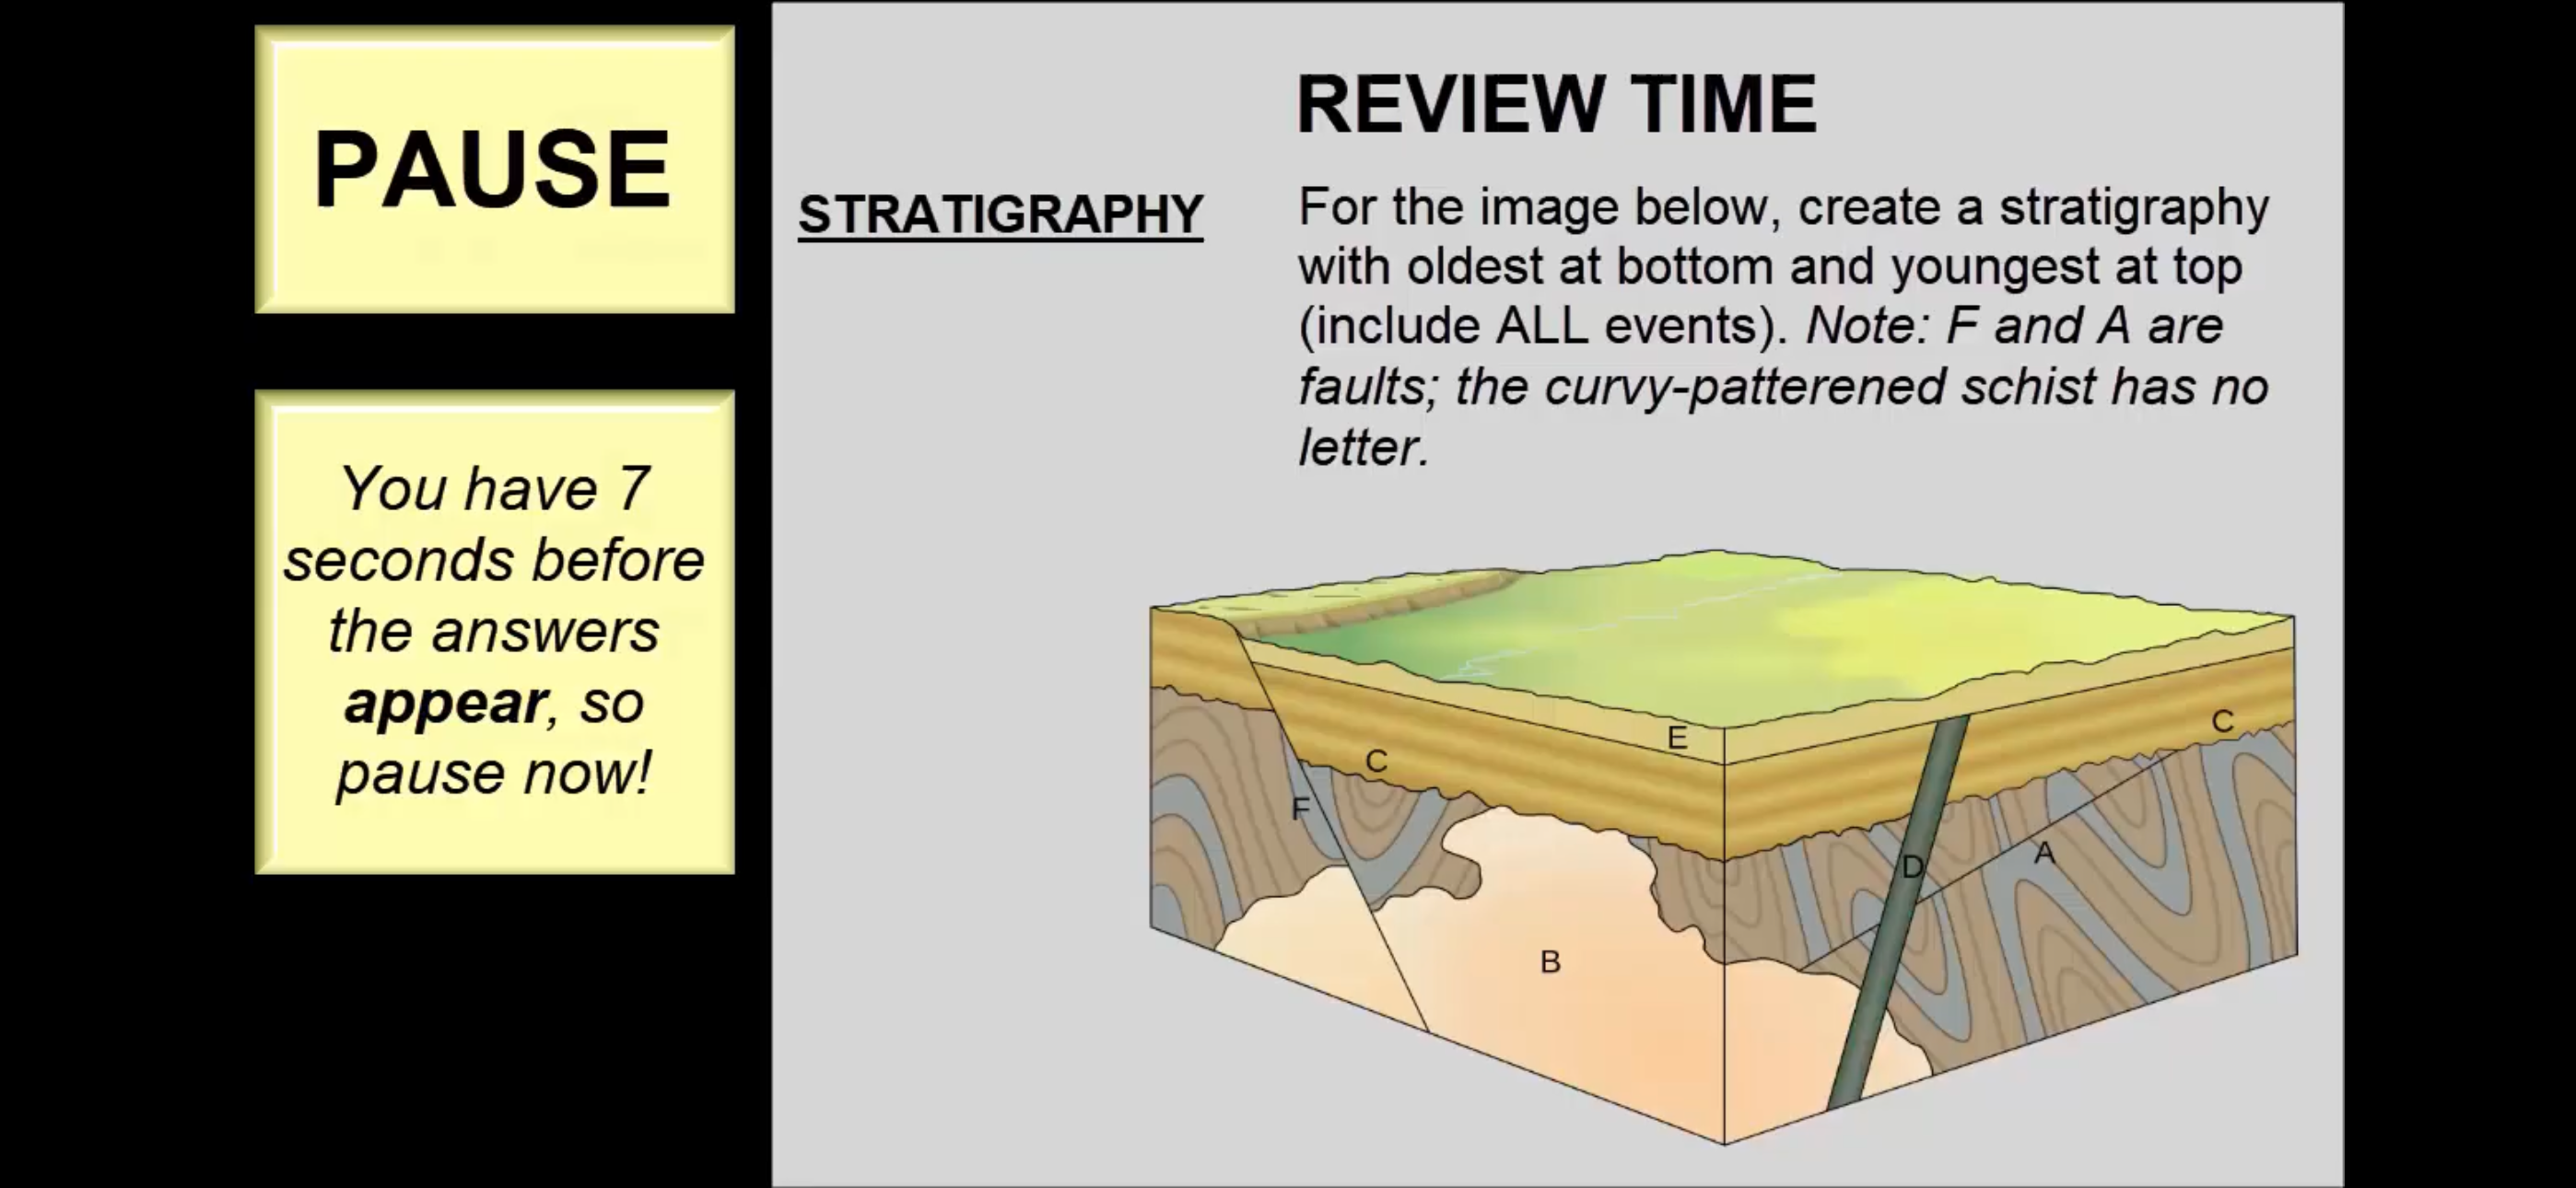 PAUSE
You have 7
seconds before
the answers
appear, so
pause now!
REVIEW TIME
STRATIGRAPHY
For the image below, create a stratigraphy
with oldest at bottom and youngest at top
(include ALL events). Note: F and A are
faults; the curvy-patterened schist has no
letter.
E
C
C
F
D
A
B